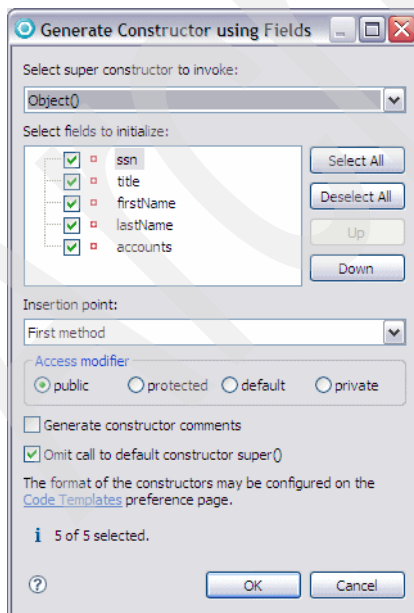 Generate Constructor using Fields
Select super constructor to invoke:
Object()
Select fields to initialize:
ssn
title
firstName
lastName
accounts
Select All
Deselect All
Up
Down
Insertion point:
First method
Access modifier
public protected default private
Generate constructor comments
Omit call to default constructor super()
The format of the constructors may be configured on the
Code Templates preference page.
i 5 of 5 selected.
? OK Cancel